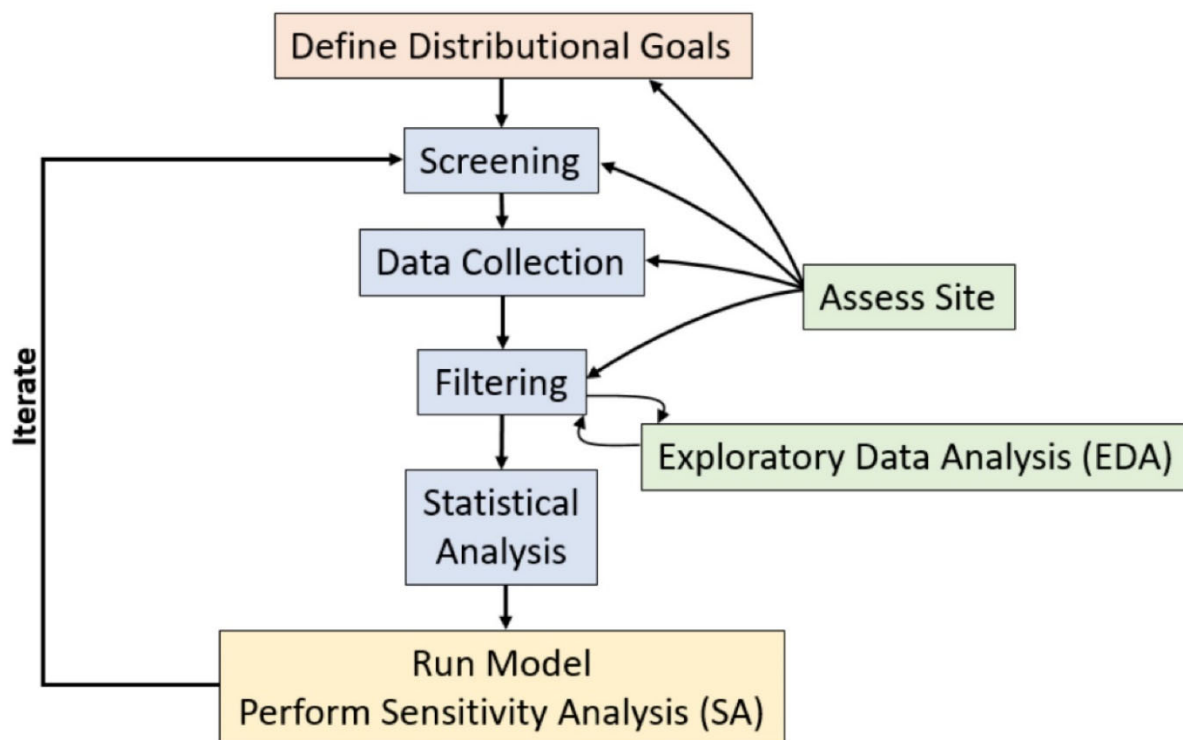 Define Distributional Goals
Screening
Data Collection
Assess Site
Filtering
Iterate
Exploratory Data Analysis (EDA)
Statistical
Analysis
Run Model
Perform Sensitivity Analysis (SA)